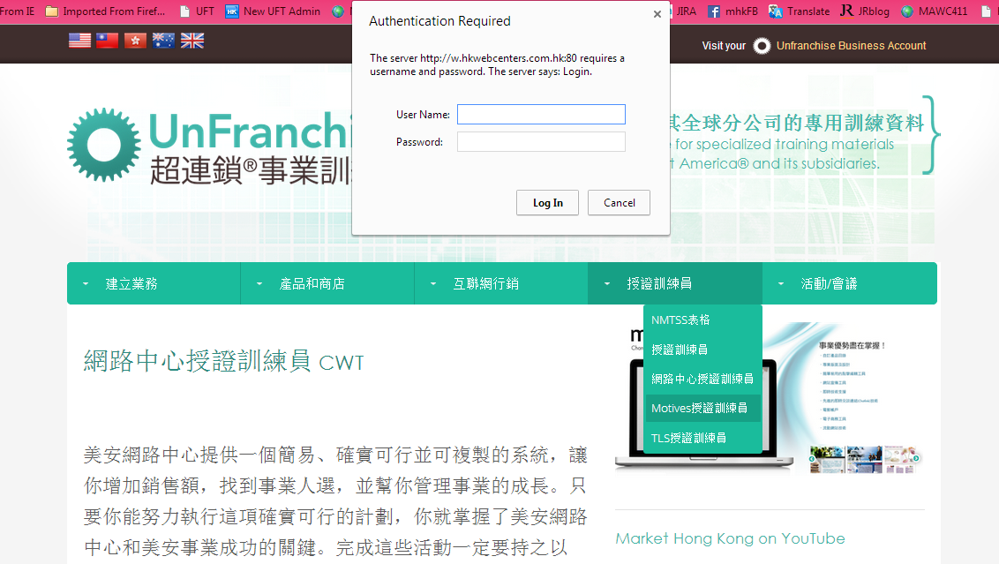 From IE
Imported From Firef...
UFT
New UFT Admin
JIRA
mhkFB
Translate
JRblog
MAWC411
Authentication Required
The server http://w.hkwebcenters.com.hk:80 requires a
username and password. The server says: Login.
User Name:
Password:
Log In
Cancel
Visit your
Unfranchise Business Account
UnFranchi
超連鎖®事業訓
其全球分公司的專用訓練資料
for specialized training materials
t America® and its subsidiaries.
建立業務
產品和商店
互聯網行銷
授證訓練員
活動/會議
NMTSS表格
授證訓練員
網路中心授證訓練員
Motives授證訓練員
TLS授證訓練員
網路中心授證訓練員 CWT
美安網路中心提供一個簡易、確實可行並可複製的系統，讓
你增加銷售額，找到事業人選，並幫你管理事業的成長。只
要你能努力執行這項確實可行的計劃，你就掌握了美安網路
中心和美安事業成功的關鍵。完成這些活動一定要持之以
事業優勢盡在掌握！
Market Hong Kong on YouTube